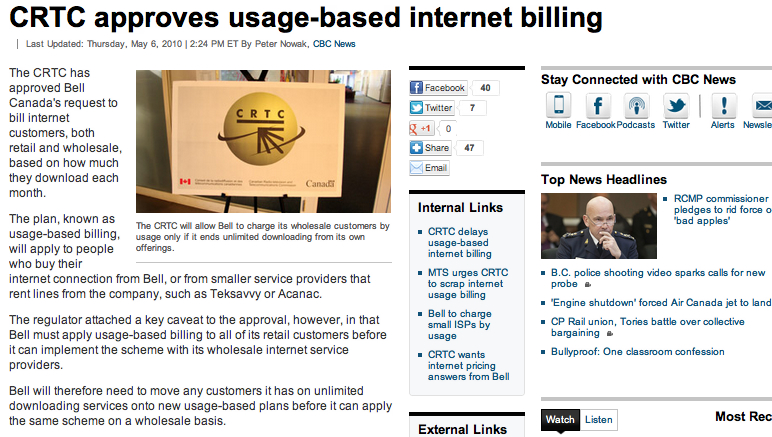 CRTC approves usage-based internet billing
Last Updated: Thursday, May 6, 2010 | 2:24 PM ET By Peter Nowak, CBC News
The CRTC has
approved Bell
Canada's request to
bill internet
customers, both
retail and wholesale,
based on how much
they download each
month.
The plan, known as
usage-based billing,
will apply to people
who buy their
internet connection from Bell, or from smaller service providers that
rent lines from the company, such as Teksavvy or Acanac.
The regulator attached a key caveat to the approval, however, in that
Bell must apply usage-based billing to all of its retail customers before
it can implement the scheme with its wholesale internet service
providers.
Bell will therefore need to move any customers it has on unlimited
downloading services onto new usage-based plans before it can apply
the same scheme on a wholesale basis.
CRTC
Canada
The CRTC will allow Bell to charge its wholesale customers by
usage only if it ends unlimited downloading from its own
offerings.
Facebook 40
Twitter 7
+1 0
Share 47
Email
Internal Links
CRTC delays
usage-based
internet billing
MTS urges CRTC
to scrap internet
usage billing
Bell to charge
small ISPs by
usage
CRTC wants
internet pricing
answers from Bell
External Links
Stay Connected with CBC News
Mobile Facebook Podcasts Twitter Alerts Newsle
Top News Headlines
RCMP commissioner
pledges to rid force o
'bad apples'
B.C. police shooting video sparks calls for new
probe
'Engine shutdown' forced Air Canada jet to land
CP Rail union, Tories battle over collective
bargaining
Bullyproof: One classroom confession
Watch Listen
Most Rec